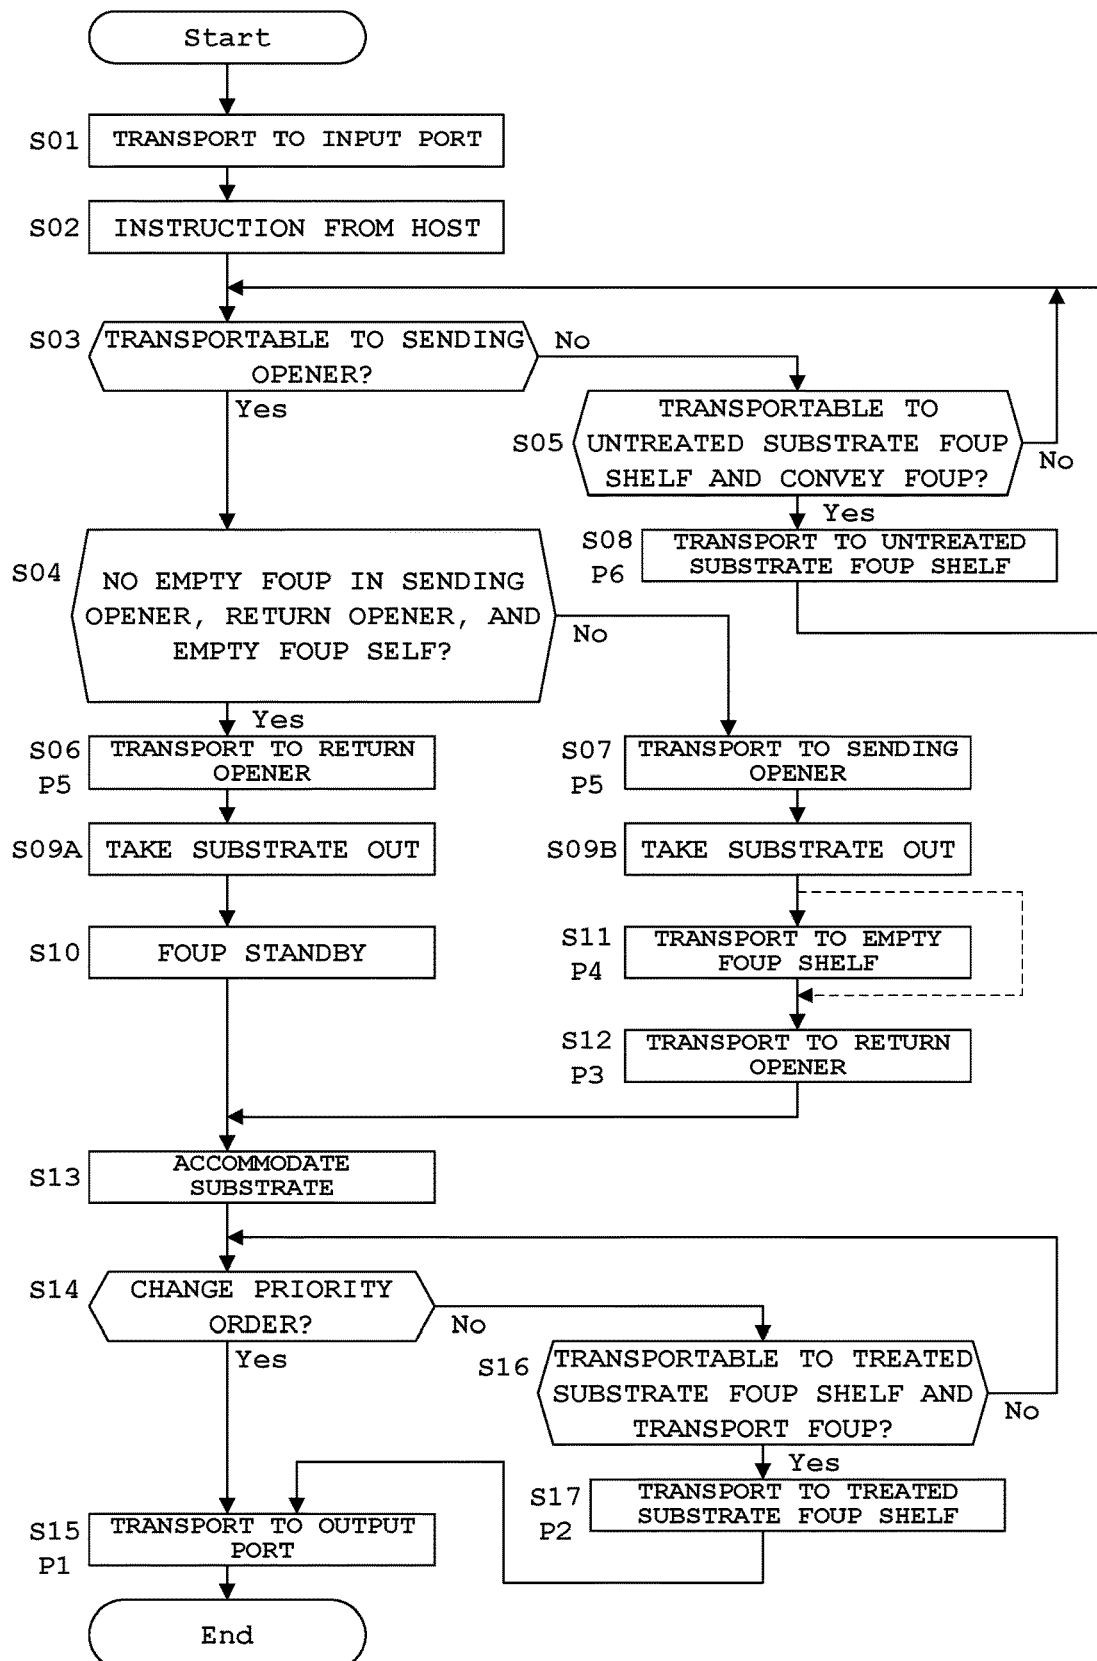 Start
S01
TRANSPORT TO INPUT PORT
S02
INSTRUCTION FROM HOST
S03
TRANSPORTABLE TO SENDING
OPENER?
No
Yes
S05
TRANSPORTABLE TO
UNTREATED SUBSTRATE FOUP
SHELF AND CONVEY FOUP?
No
Yes
S08
P6
TRANSPORT TO UNTREATED
SUBSTRATE FOUP SHELF
S04
NO EMPTY FOUP IN SENDING
OPENER, RETURN OPENER, AND
EMPTY FOUP SELF?
No
Yes
S06
P5
TRANSPORT TO RETURN
OPENER
S07
P5
TRANSPORT TO SENDING
OPENER
S09A
TAKE SUBSTRATE OUT
S09B
TAKE SUBSTRATE OUT
S10
FOUP STANDBY
S11
P4
TRANSPORT TO EMPTY
FOUP SHELF
S12
P3
TRANSPORT TO RETURN
OPENER
S13
ACCOMMODATE
SUBSTRATE
S14
CHANGE PRIORITY
ORDER?
No
Yes
S16
TRANSPORTABLE TO TREATED
SUBSTRATE FOUP SHELF AND
TRANSPORT FOUP?
No
Yes
S17
P2
TRANSPORT TO TREATED
SUBSTRATE FOUP SHELF
S15
P1
TRANSPORT TO OUTPUT
PORT
End